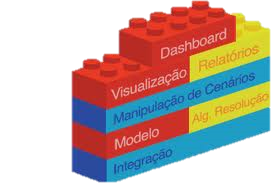 Dashboard
Visualização Relatórios
Manipulação de Cenários
Modelo Alg, Resolução
Integração